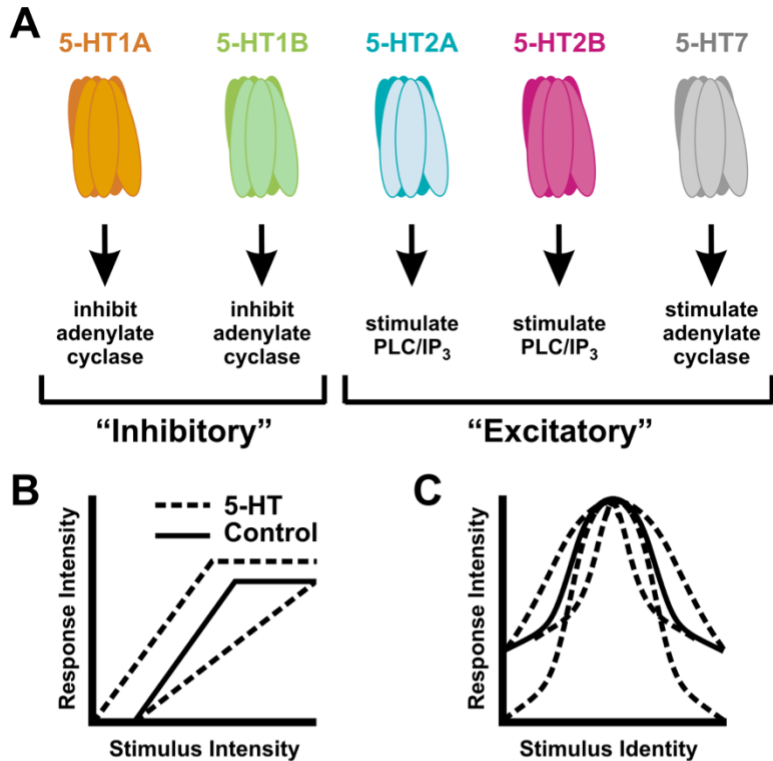 A
5-HT1A 5-HT1B 5-HT2A 5-HT2B 5-HT7
inhibit
adenylate
cyclase
inhibit
adenylate
cyclase
stimulate
PLC/IP₃
stimulate
PLC/IP₃
stimulate
adenylate
cyclase
“Inhibitory”
“Excitatory”
B
5-HT
Control
Response Intensity
Stimulus Intensity
C
Response Intensity
Stimulus Identity